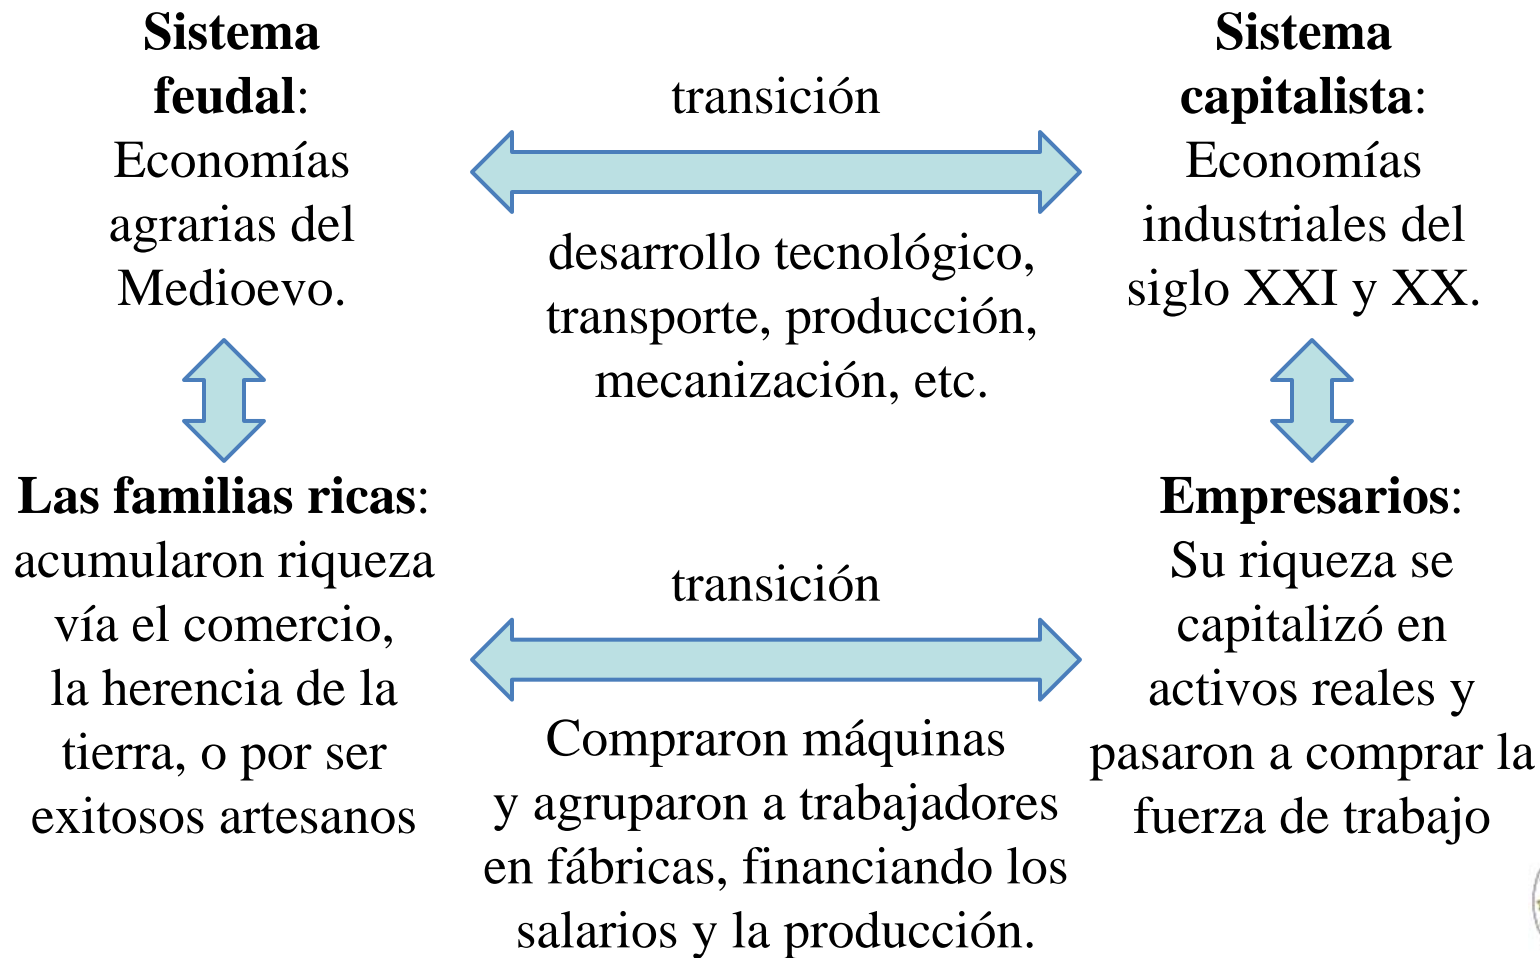 Sistema
feudal:
Economías
agrarias del
Medioevo.
transición
desarrollo tecnológico,
transporte, producción,
mecanización, etc.
Sistema
capitalista:
Economías
industriales del
siglo XXI y XX.
Las familias ricas:
acumularon riqueza
vía el comercio,
la herencia de la
tierra, o por ser
exitosos artesanos
transición
Compraron máquinas
y agruparon a trabajadores
en fábricas, financiando los
salarios y la producción.
Empresarios:
Su riqueza se
capitalizó en
activos reales y
pasaron a comprar la
fuerza de trabajo